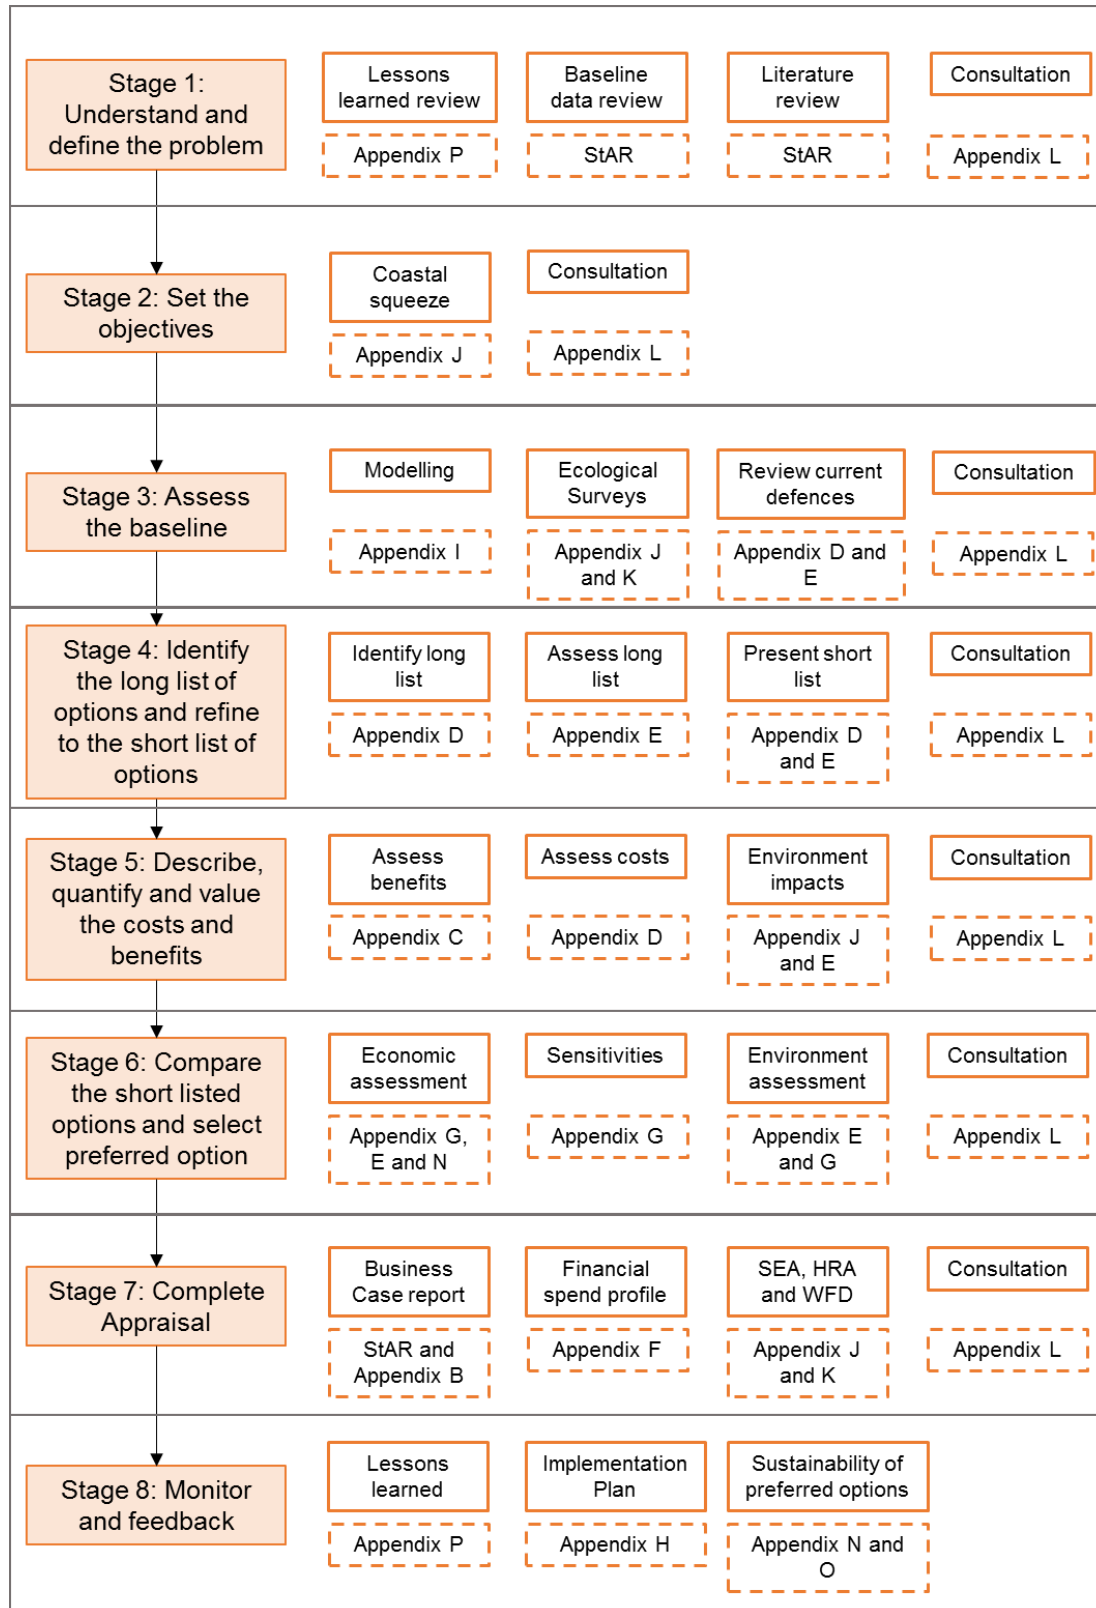 Stage 1:
Understand and
define the problem
Lessons
learned review
Baseline
data review
Literature
review
Consultation
Appendix P
StAR
StAR
Appendix L
Stage 2: Set the
objectives
Coastal
squeeze
Consultation
Appendix J
Appendix L
Stage 3: Assess
the baseline
Modelling
Ecological
Surveys
Review current
defences
Consultation
Appendix I
Appendix J
and K
Appendix D and
E
Appendix L
Stage 4: Identify
the long list of
options and refine
to the short list of
options
Identify long
list
Assess long
list
Present short
list
Consultation
Appendix D
Appendix E
Appendix D
and E
Appendix L
Stage 5: Describe,
quantify and value
the costs and
benefits
Assess
benefits
Assess costs
Environment
impacts
Consultation
Appendix C
Appendix D
Appendix J
and E
Appendix L
Stage 6: Compare
the short listed
options and select
preferred option
Economic
assessment
Sensitivities
Environment
assessment
Consultation
Appendix G,
E and N
Appendix G
Appendix E
and G
Appendix L
Stage 7: Complete
Appraisal
Business
Case report
Financial
spend profile
SEA, HRA
and WFD
Consultation
StAR and
Appendix B
Appendix F
Appendix J
and K
Appendix L
Stage 8: Monitor
and feedback
Lessons
learned
Implementation
Plan
Sustainability of
preferred options
Appendix P
Appendix H
Appendix N and
O